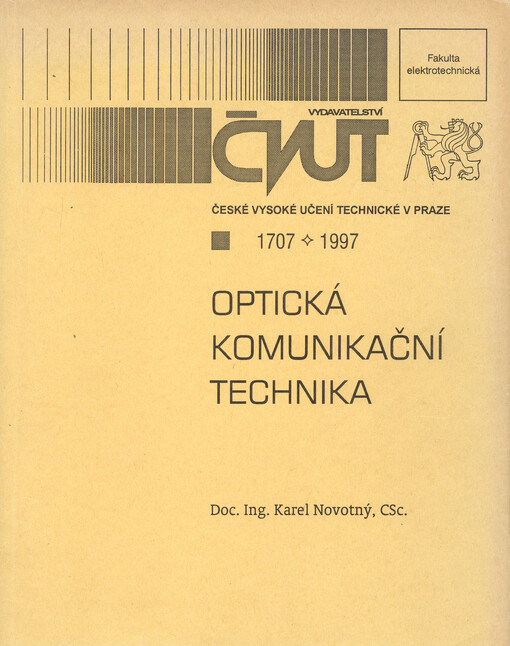 Fakulta
elektrotechnická
VYDAVATELSTVÍ
ČVUT
ČESKÉ VYSOKÉ UČENÍ TECHNICKÉ V PRAZE
1707 ✧ 1997
OPTICKÁ
KOMUNIKAČNÍ
TECHNIKA
Doc. Ing. Karel Novotný, CSc.